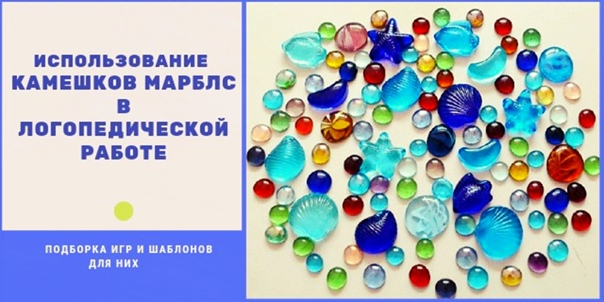 ИСПОЛЬЗОВАНИЕ
КАМЕШКОВ МАРБЛС
В
ЛОГОПЕДИЧЕСКОЙ
РАБОТЕ
ПОДБОРКА ИГР И ШАБЛОНОВ
ДЛЯ НИХ